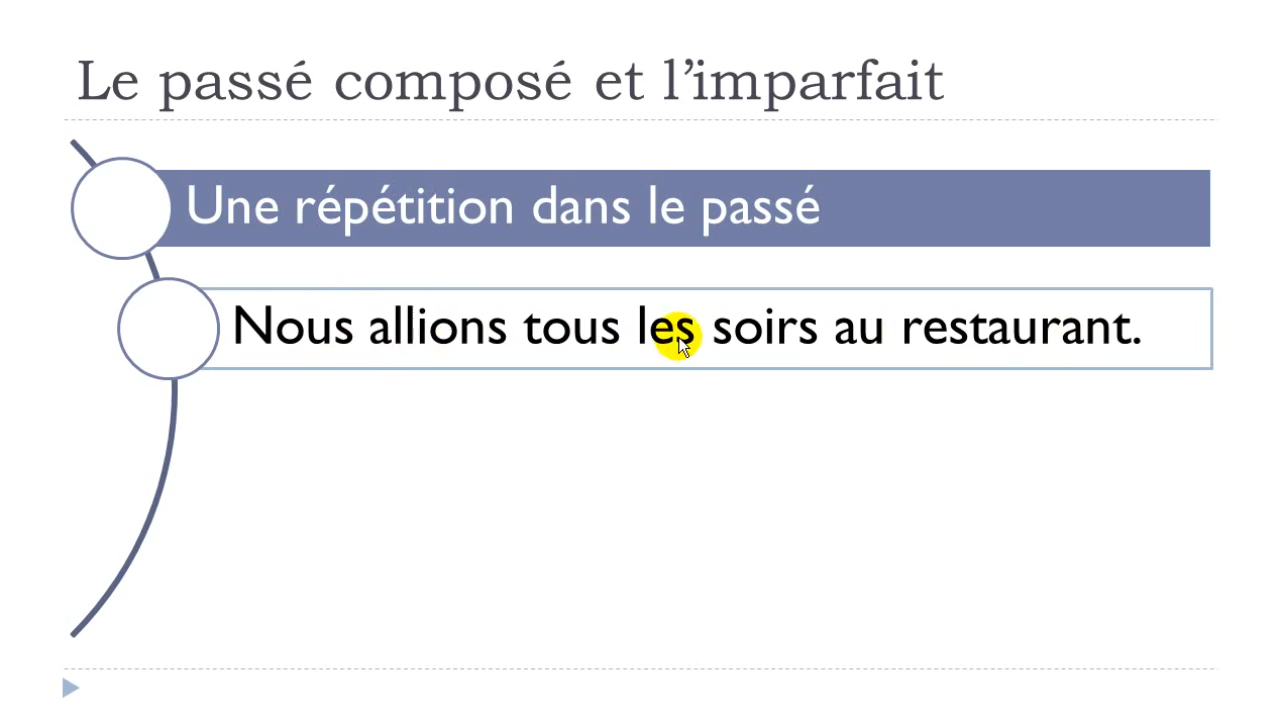 Le passé composé et l’imparfait
Une répétition dans le passé
Nous allions tous les soirs au restaurant.